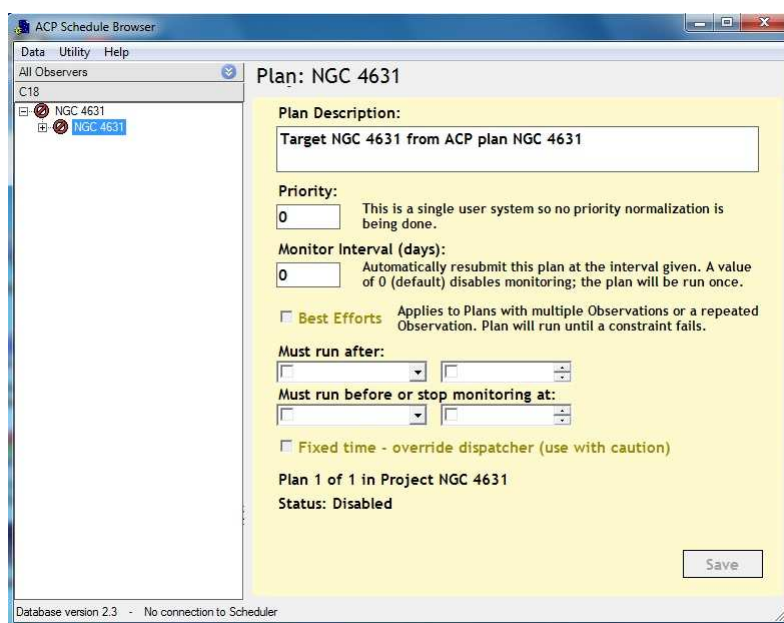 ACP Schedule Browser
Data Utility Help
All Observers
C18
NGC 4631
NGC 4631
Plan: NGC 4631
Plan Description:
Target NGC 4631 from ACP plan NGC 4631
Priority:
0
This is a single user system so no priority normalization is
being done.
Monitor Interval (days):
0
Automatically resubmit this plan at the interval given. A value
of 0 (default) disables monitoring; the plan will be run once.
Best Efforts
Applies to Plans with multiple Observations or a repeated
Observation. Plan will run until a constraint fails.
Must run after:
Must run before or stop monitoring at:
Fixed time - override dispatcher (use with caution)
Plan 1 of 1 in Project NGC 4631
Status: Disabled
Save
Database version 2.3 - No connection to Scheduler